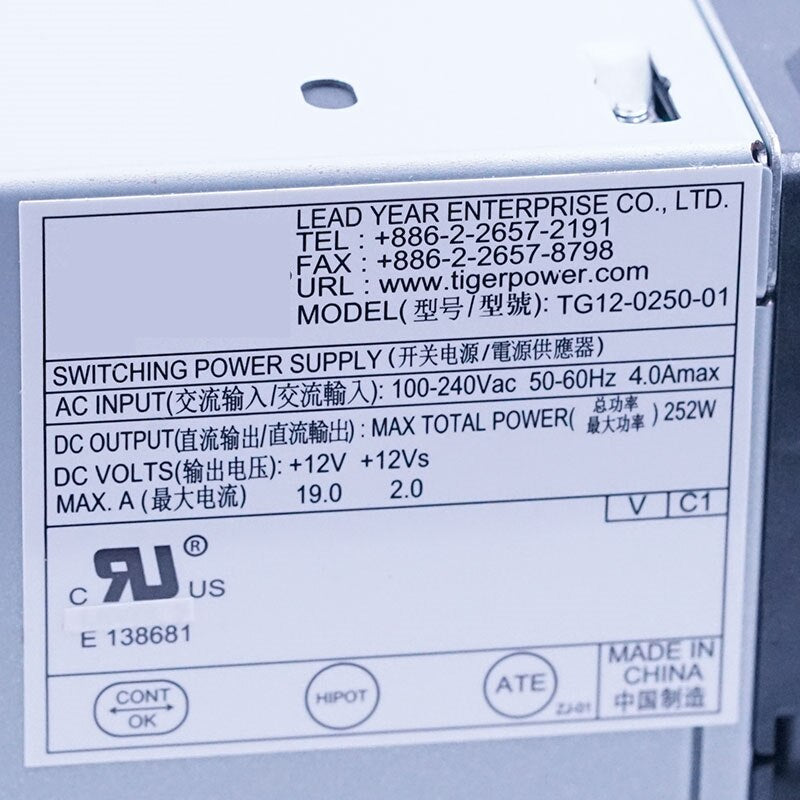 LEAD YEAR ENTERPRISE CO., LTD.
TEL : +886-2-2657-2191
FAX : +886-2-2657-8798
URL : www.tigerpower.com
MODEL(型号/型號): TG12-0250-01
SWITCHING POWER SUPPLY (开关电源/電源供應器)
AC INPUT(交流输入/交流輸入): 100-240Vac 50-60Hz 4.0Amax
DC OUTPUT(直流输出/直流輸出) : MAX TOTAL POWER(总功率 最大功率) 252W
DC VOLTS(输出电压): +12V +12Vs
MAX. A (最大电流) 19.0 2.0
V C1
C RU ® US
E 138681
CONT OK
HIPOT
ATE
ZJ-01
MADE IN
CHINA
中国制造